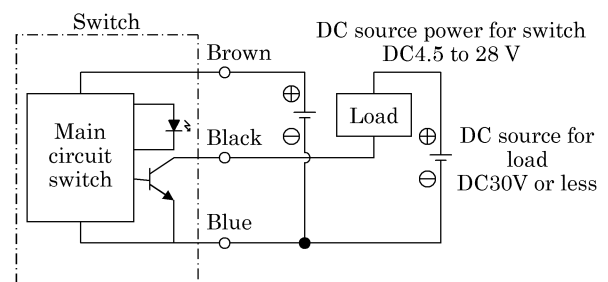 Switch
DC source power for switch
DC4.5 to 28 V
Brown
⊕
Load
Main
circuit
switch
⊖
Black
⊕
DC source for
load
DC30V or less
⊖
Blue